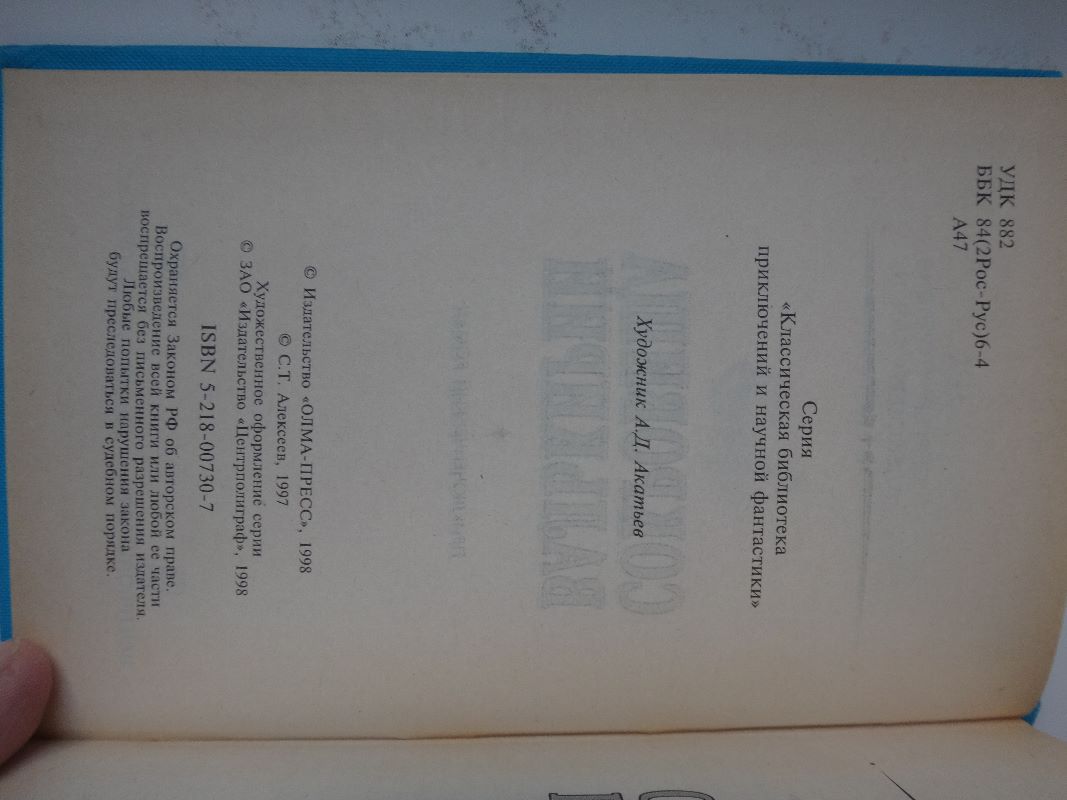 УДК 882
ББК 84(2Рос-Рус)6-4
А47
Серия
«Классическая библиотека
приключений и научной фантастики»
Художник А.Д. Акатьев
© Издательство «ОЛМА-ПРЕСС», 1998
© С.Т. Алексеев, 1997
Художественное оформление серии
© ЗАО «Издательство «Центрполиграф», 1998
ISBN 5-218-00730-7
Охраняется Законом РФ об авторском праве.
Воспроизведение всей книги или любой ее части
воспрещается без письменного разрешения издателя.
Любые попытки нарушения закона
будут преследоваться в судебном порядке.
СОКРОВИЩА
ВАЛЬКИРИИ